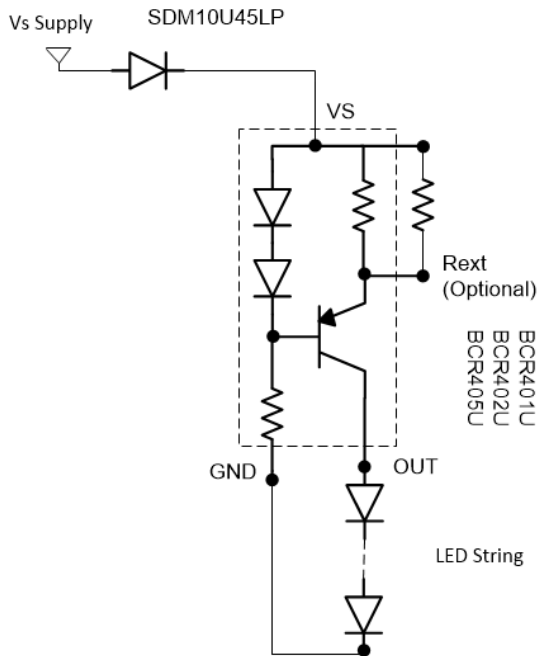 SDM10U45LP
Vs Supply
VS
Rext
(Optional)
BCR401U
BCR402U
BCR405U
GND
OUT
LED String